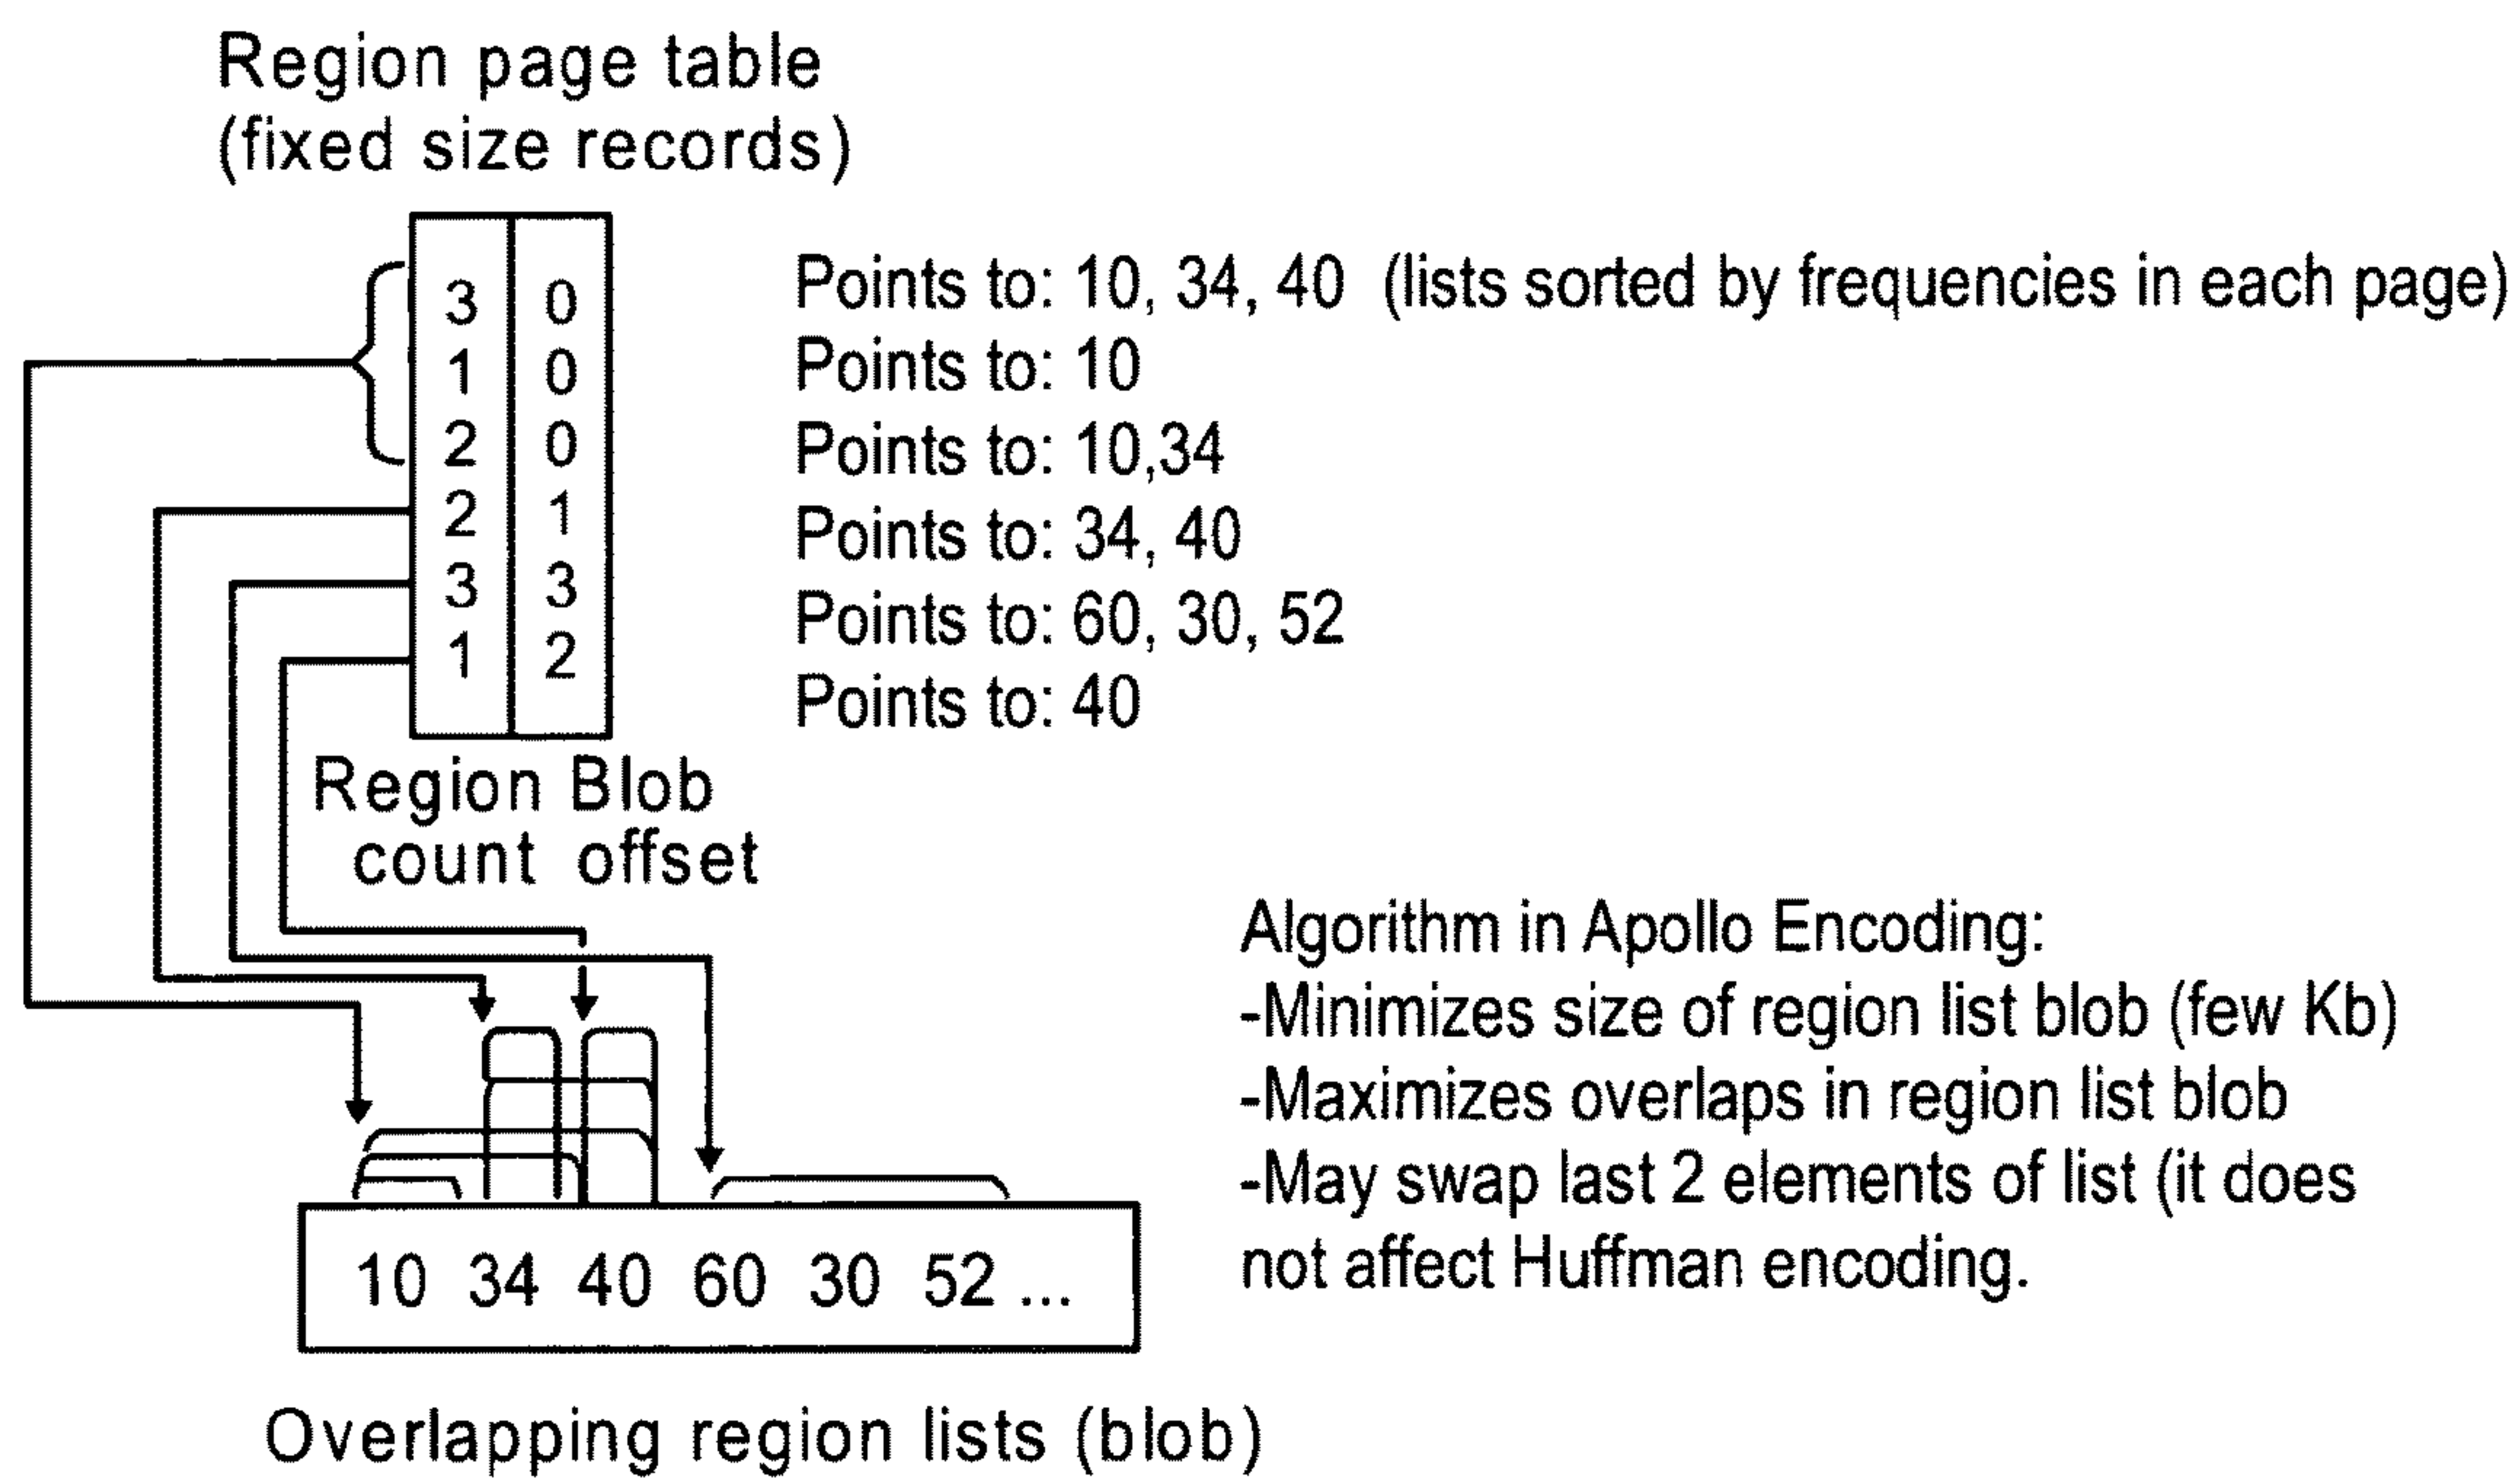 Region page table
(fixed size records)
3 0 Points to: 10, 34, 40 (lists sorted by frequencies in each page)
1 0 Points to: 10
2 0 Points to: 10,34
2 1 Points to: 34, 40
3 3 Points to: 60, 30, 52
1 2 Points to: 40
Region Blob
count offset
Algorithm in Apollo Encoding:
-Minimizes size of region list blob (few Kb)
-Maximizes overlaps in region list blob
-May swap last 2 elements of list (it does
not affect Huffman encoding.
10 34 40 60 30 52 ...
Overlapping region lists (blob)